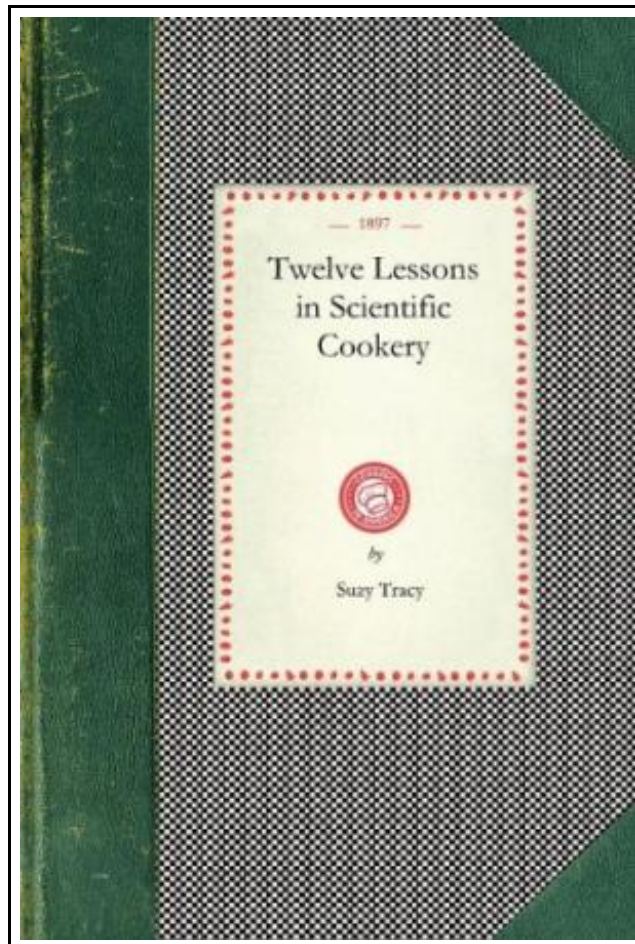 — 1897 —
Twelve Lessons
in Scientific
Cookery
by
Suzy Tracy